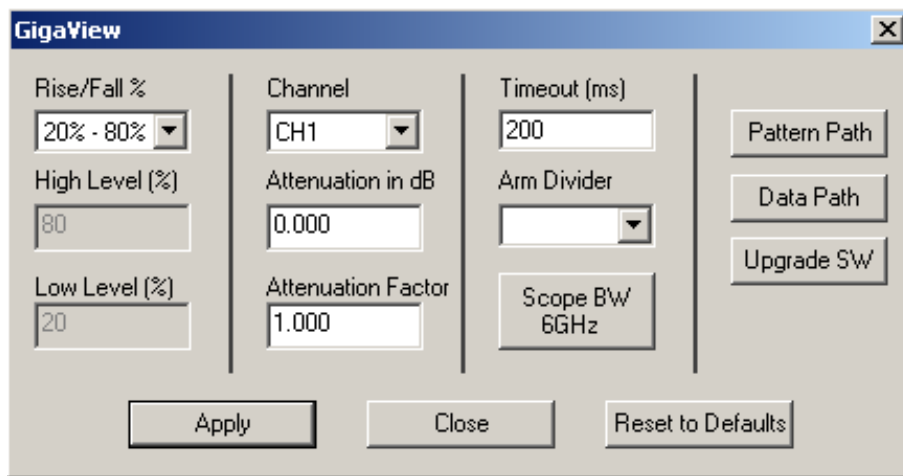 GigaView
Rise/Fall %
20% - 80%
High Level (%)
80
Low Level (%)
20
Channel
CH1
Attenuation in dB
0.000
Attenuation Factor
1.000
Timeout (ms)
200
Arm Divider
Scope BW
6GHz
Pattern Path
Data Path
Upgrade SW
Apply
Close
Reset to Defaults